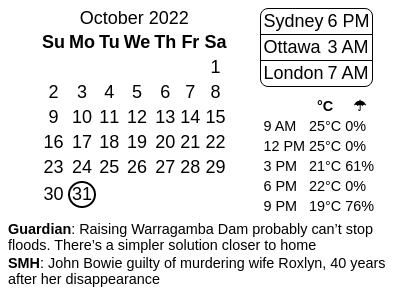 October 2022
Su Mo Tu We Th Fr Sa
1
2 3 4 5 6 7 8
9 10 11 12 13 14 15
16 17 18 19 20 21 22
23 24 25 26 27 28 29
30 31
Sydney 6 PM
Ottawa 3 AM
London 7 AM
°C ☂
9 AM 25°C 0%
12 PM 25°C 0%
3 PM 21°C 61%
6 PM 22°C 0%
9 PM 19°C 76%
Guardian: Raising Warragamba Dam probably can’t stop
floods. There’s a simpler solution closer to home
SMH: John Bowie guilty of murdering wife Roxlyn, 40 years
after her disappearance